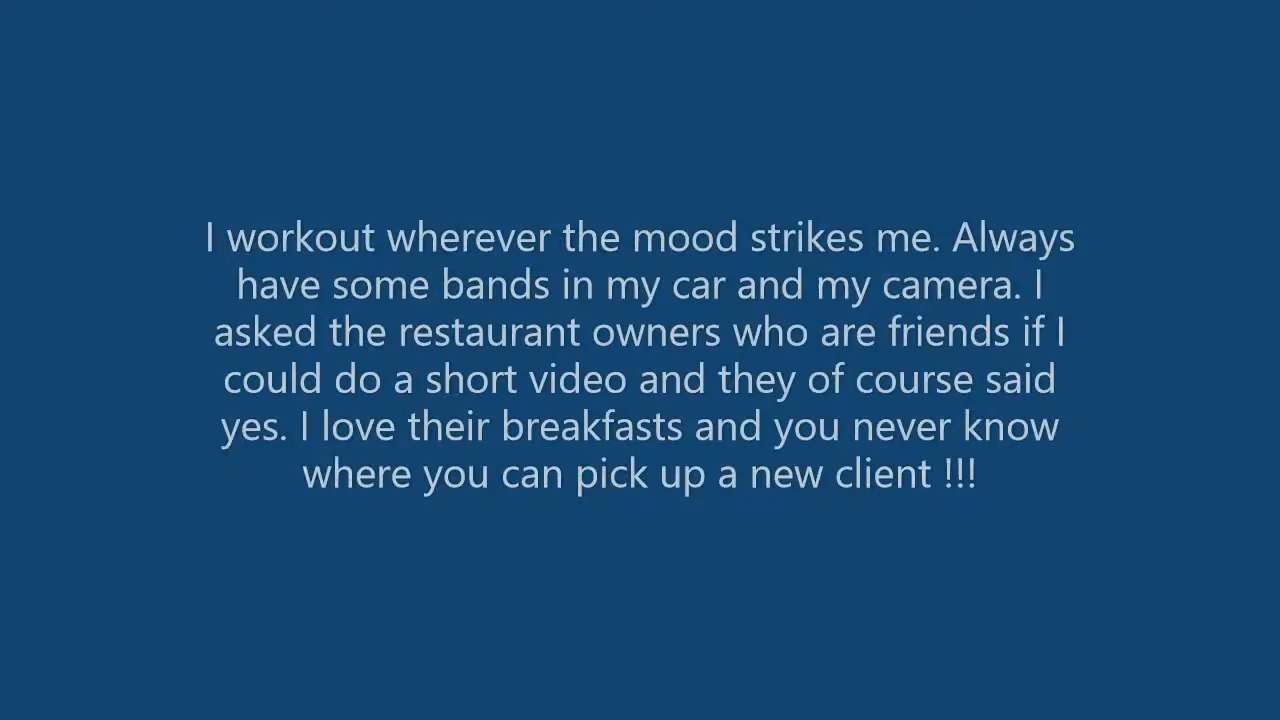 I workout wherever the mood strikes me. Always
have some bands in my car and my camera. I
asked the restaurant owners who are friends if I
could do a short video and they of course said
yes. I love their breakfasts and you never know
where you can pick up a new client !!!